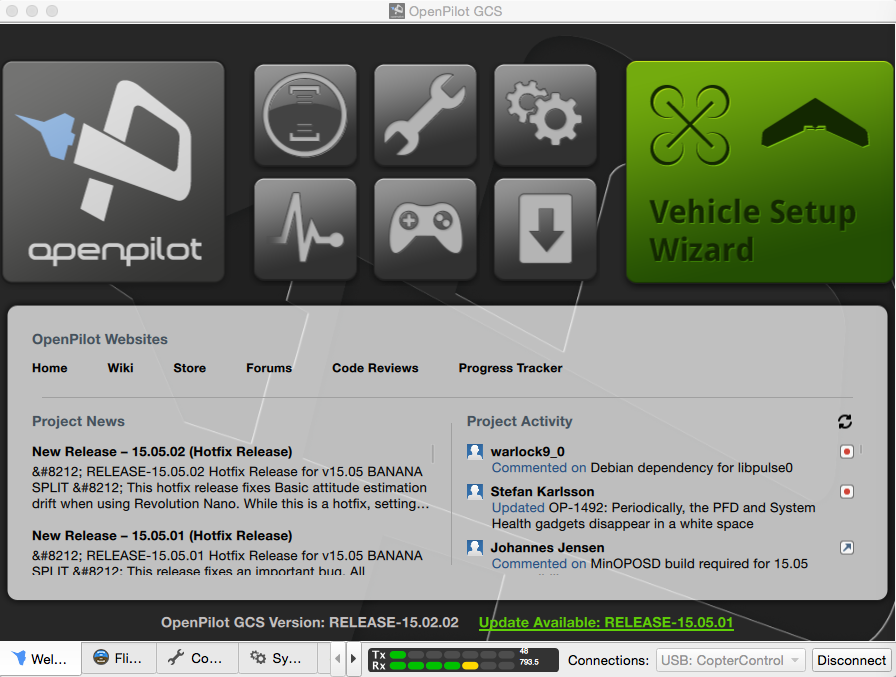 OpenPilot GCS
openpilot
Vehicle Setup
Wizard
OpenPilot Websites
Home Wiki Store Forums Code Reviews Progress Tracker
Project News
New Release – 15.05.02 (Hotfix Release)
&#8212; RELEASE-15.05.02 Hotfix Release for v15.05 BANANA
SPLIT &#8212; This hotfix release fixes Basic attitude estimation
drift when using Revolution Nano. While this is a hotfix, setting…
New Release – 15.05.01 (Hotfix Release)
&#8212; RELEASE-15.05.01 Hotfix Release for v15.05 BANANA
SPLIT &#8212; This release fixes an important bug. All
Project Activity
warlock9_0
Commented on Debian dependency for libpulse0
Stefan Karlsson
Updated OP-1492: Periodically, the PFD and System
Health gadgets disappear in a white space
Johannes Jensen
Commented on MinOPOSD build required for 15.05
OpenPilot GCS Version: RELEASE-15.02.02 Update Available: RELEASE-15.05.01
Wel... Fli... Co... Sy...
Tx 48
Rx 793.5
Connections: USB: CopterControl Disconnect